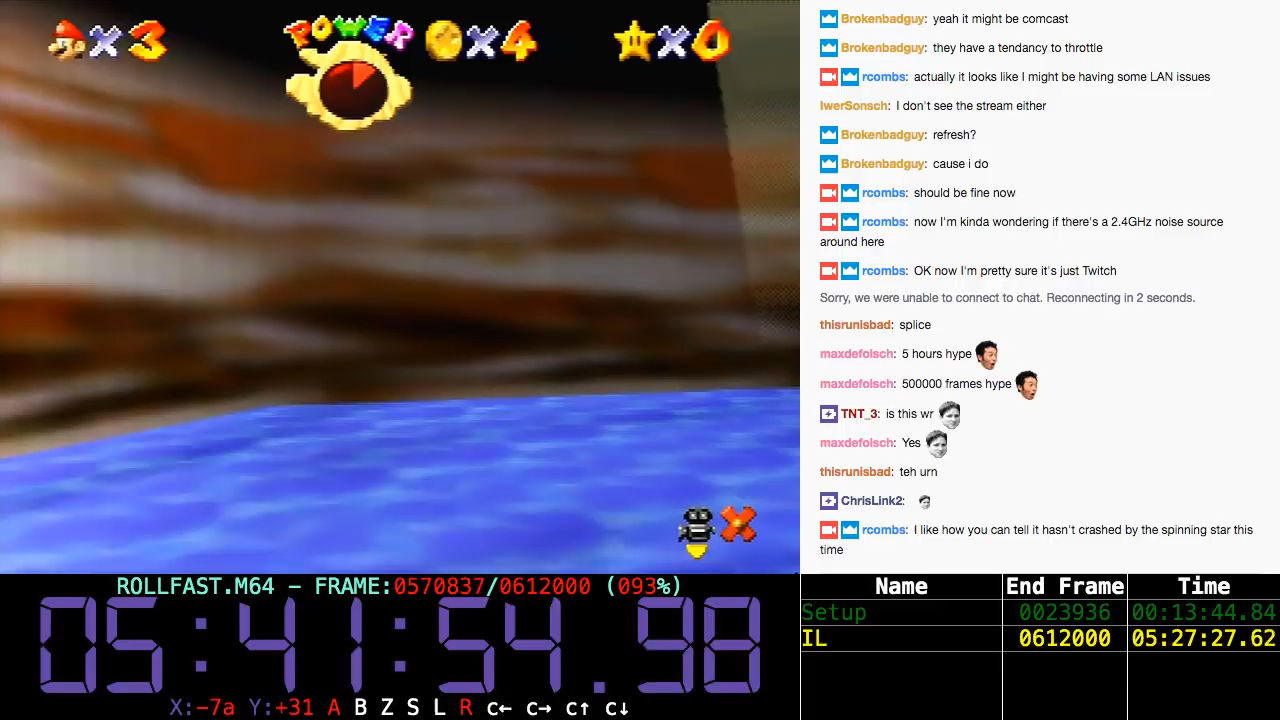 x3
POWER
x4
x0
Brokenbadguy: yeah it might be comcast
Brokenbadguy: they have a tendancy to throttle
rcombs: actually it looks like I might be having some LAN issues
IwerSonsch: I don't see the stream either
Brokenbadguy: refresh?
Brokenbadguy: cause i do
rcombs: should be fine now
rcombs: now I'm kinda wondering if there's a 2.4GHz noise source
around here
rcombs: OK now I'm pretty sure it's just Twitch
Sorry, we were unable to connect to chat. Reconnecting in 2 seconds.
thisrunisbad: splice
maxdefolsch: 5 hours hype
maxdefolsch: 500000 frames hype
TNT_3: is this wr
maxdefolsch: Yes
thisrunisbad: teh urn
ChrisLink2:
rcombs: I like how you can tell it hasn't crashed by the spinning star this
time
ROLLFAST.M64 – FRAME:0570837/0612000 (093%)
05:41:54.98
X:-7a Y:+31 A B Z S L R c← c→ c↑ c↓
Name End Frame Time
Setup 0023936 00:13:44.84
IL 0612000 05:27:27.62